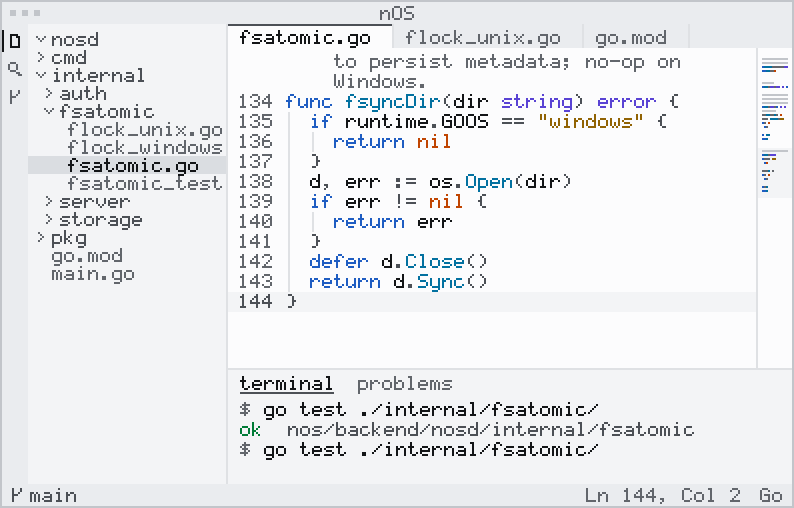 nOS
nosd
cmd
internal
auth
fsatomic
flock_unix.go
flock_windows
fsatomic.go
fsatomic_test
server
storage
pkg
go.mod
main.go
fsatomic.go flock_unix.go go.mod
to persist metadata; no-op on
Windows.
134 func fsyncDir(dir string) error {
135 if runtime.GOOS == "windows" {
136 return nil
137 }
138 d, err := os.Open(dir)
139 if err != nil {
140 return err
141 }
142 defer d.Close()
143 return d.Sync()
144 }
terminal problems
$ go test ./internal/fsatomic/
ok nos/backend/nosd/internal/fsatomic
$ go test ./internal/fsatomic/
main Ln 144, Col 2 Go